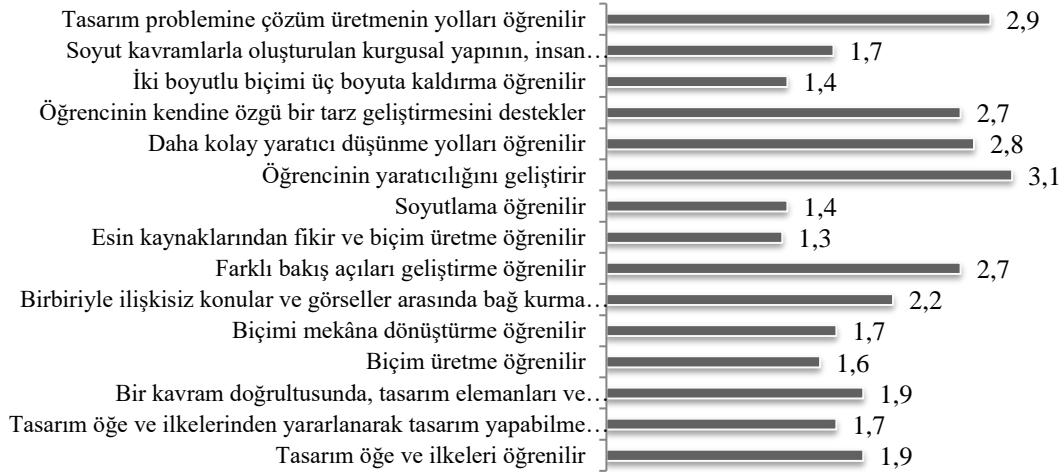 Tasarım problemine çözüm üretmenin yolları öğrenilir 2,9
Soyut kavramlarla oluşturulan kurgusal yapının, insan… 1,7
İki boyutlu biçimi üç boyuta kaldırma öğrenilir 1,4
Öğrencinin kendine özgü bir tarz geliştirmesini destekler 2,7
Daha kolay yaratıcı düşünme yolları öğrenilir 2,8
Öğrencinin yaratıcılığını geliştirir 3,1
Soyutlama öğrenilir 1,4
Esin kaynaklarından fikir ve biçim üretme öğrenilir 1,3
Farklı bakış açıları geliştirme öğrenilir 2,7
Birbiriyle ilişkisiz konular ve görseller arasında bağ kurma… 2,2
Biçimi mekâna dönüştürme öğrenilir 1,7
Biçim üretme öğrenilir 1,6
Bir kavram doğrultusunda, tasarım elemanları ve… 1,9
Tasarım öğe ve ilkelerinden yararlanarak tasarım yapabilme… 1,7
Tasarım öğe ve ilkeleri öğrenilir 1,9